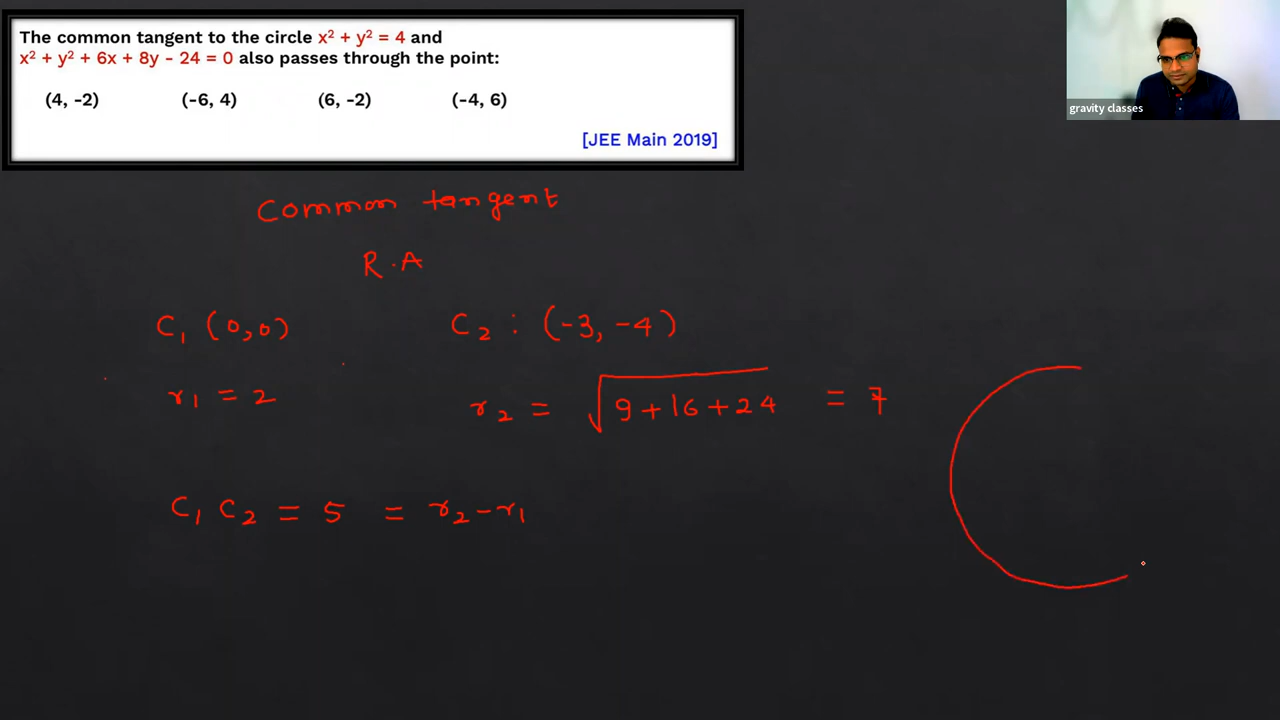 The common tangent to the circle x² + y² = 4 and
x² + y² + 6x + 8y - 24 = 0 also passes through the point:
(4, -2) (-6, 4) (6, -2) (-4, 6)
[JEE Main 2019]
gravity classes
Common tangent
R.A
C₁ (0,0) C₂ : (-3, -4)
r₁ = 2 r₂ = √9+16+24 = 7
C₁ C₂ = 5 = r₂-r₁